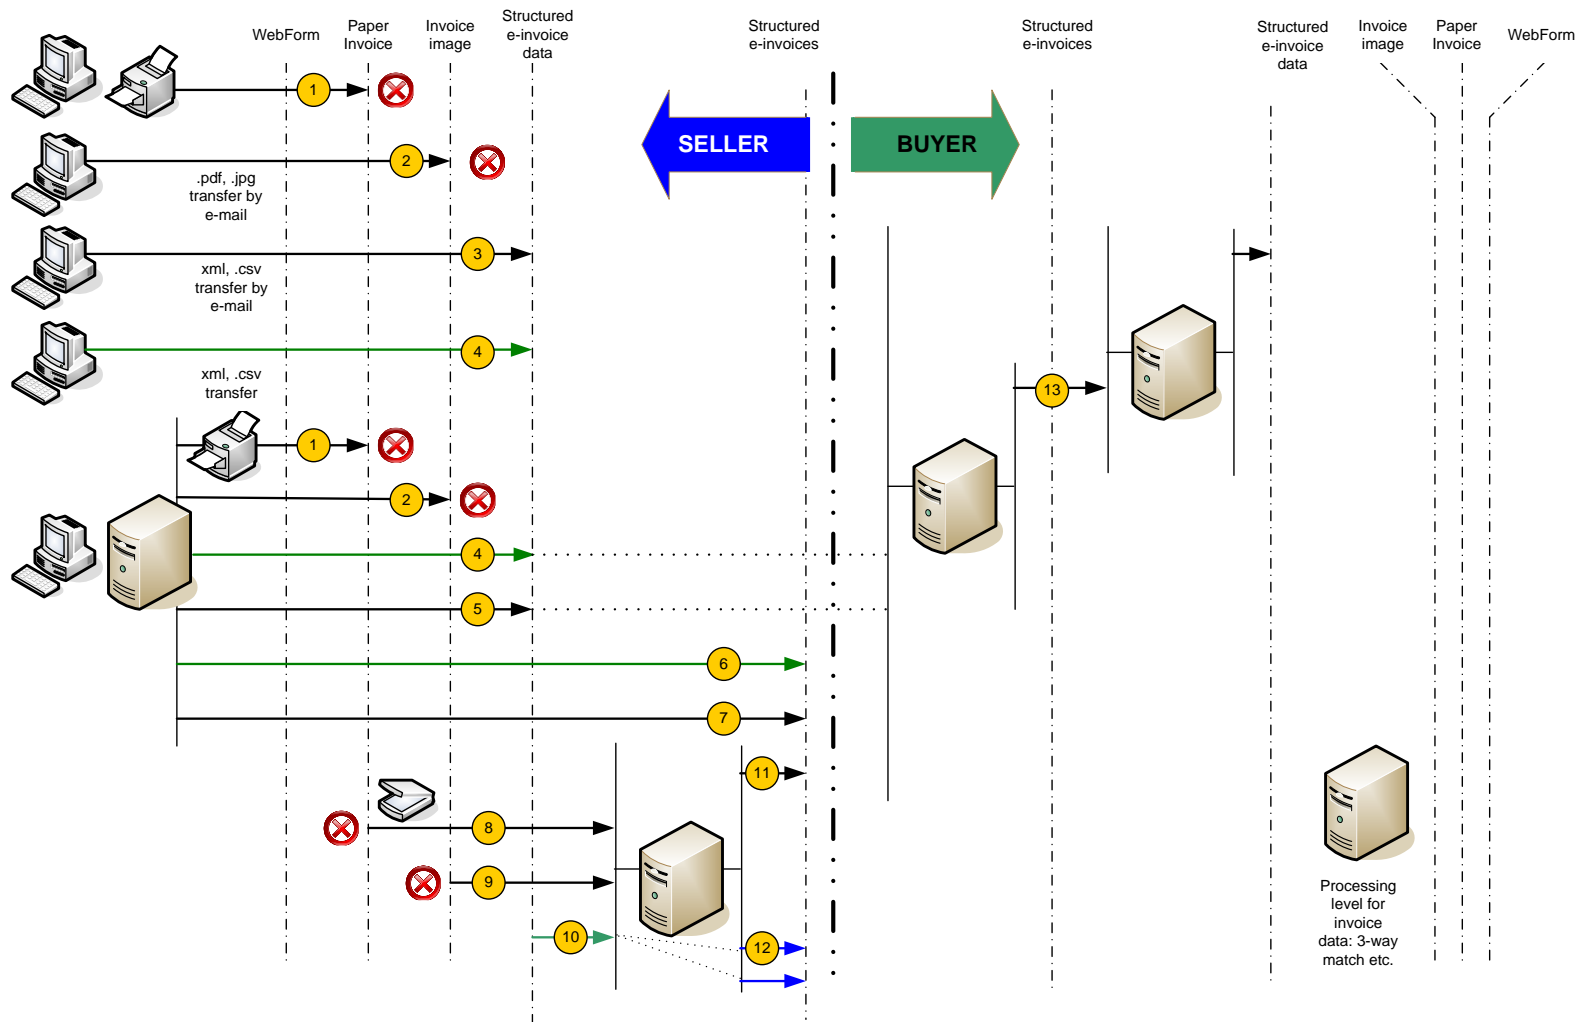 WebForm
Paper
Invoice
Invoice
image
Structured
e-invoice
data
Structured
e-invoices
Structured
e-invoices
Structured
e-invoice
data
Invoice
image
Paper
Invoice
WebForm
1
SELLER
BUYER
2
.pdf, .jpg
transfer by
e-mail
3
xml, .csv
transfer by
e-mail
4
xml, .csv
transfer
13
1
2
4
5
6
7
11
8
9
10
12
Processing
level for
invoice
data: 3-way
match etc.